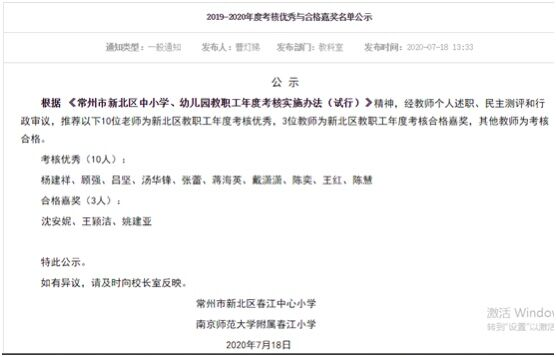 2019-2020年度考核优秀与合格嘉奖名单公示
通知类型：一般通知 发布人：曹灯娣 发布部门：教科室 发布时间：2020-07-18 13:33
公 示
根据 《常州市新北区中小学、幼儿园教职工年度考核实施办法（试行）》精神，经教师个人述职、民主测评和行
政审议，推荐以下10位老师为新北区教职工年度考核优秀，3位教师为新北区教职工年度考核合格嘉奖，其他教师为考核
合格。
考核优秀（10人）：
杨建祥、顾强、吕坚、汤华锋、张蕾、蒋海英、戴潇潇、陈奕、王红、陈慧
合格嘉奖（3人）：
沈安妮、王颖洁、姚建亚
特此公示。
如有异议，请及时向校长室反映。
常州市新北区春江中心小学
南京师范大学附属春江小学
2020年7月18日
激活 Window
转到"设置"以激活